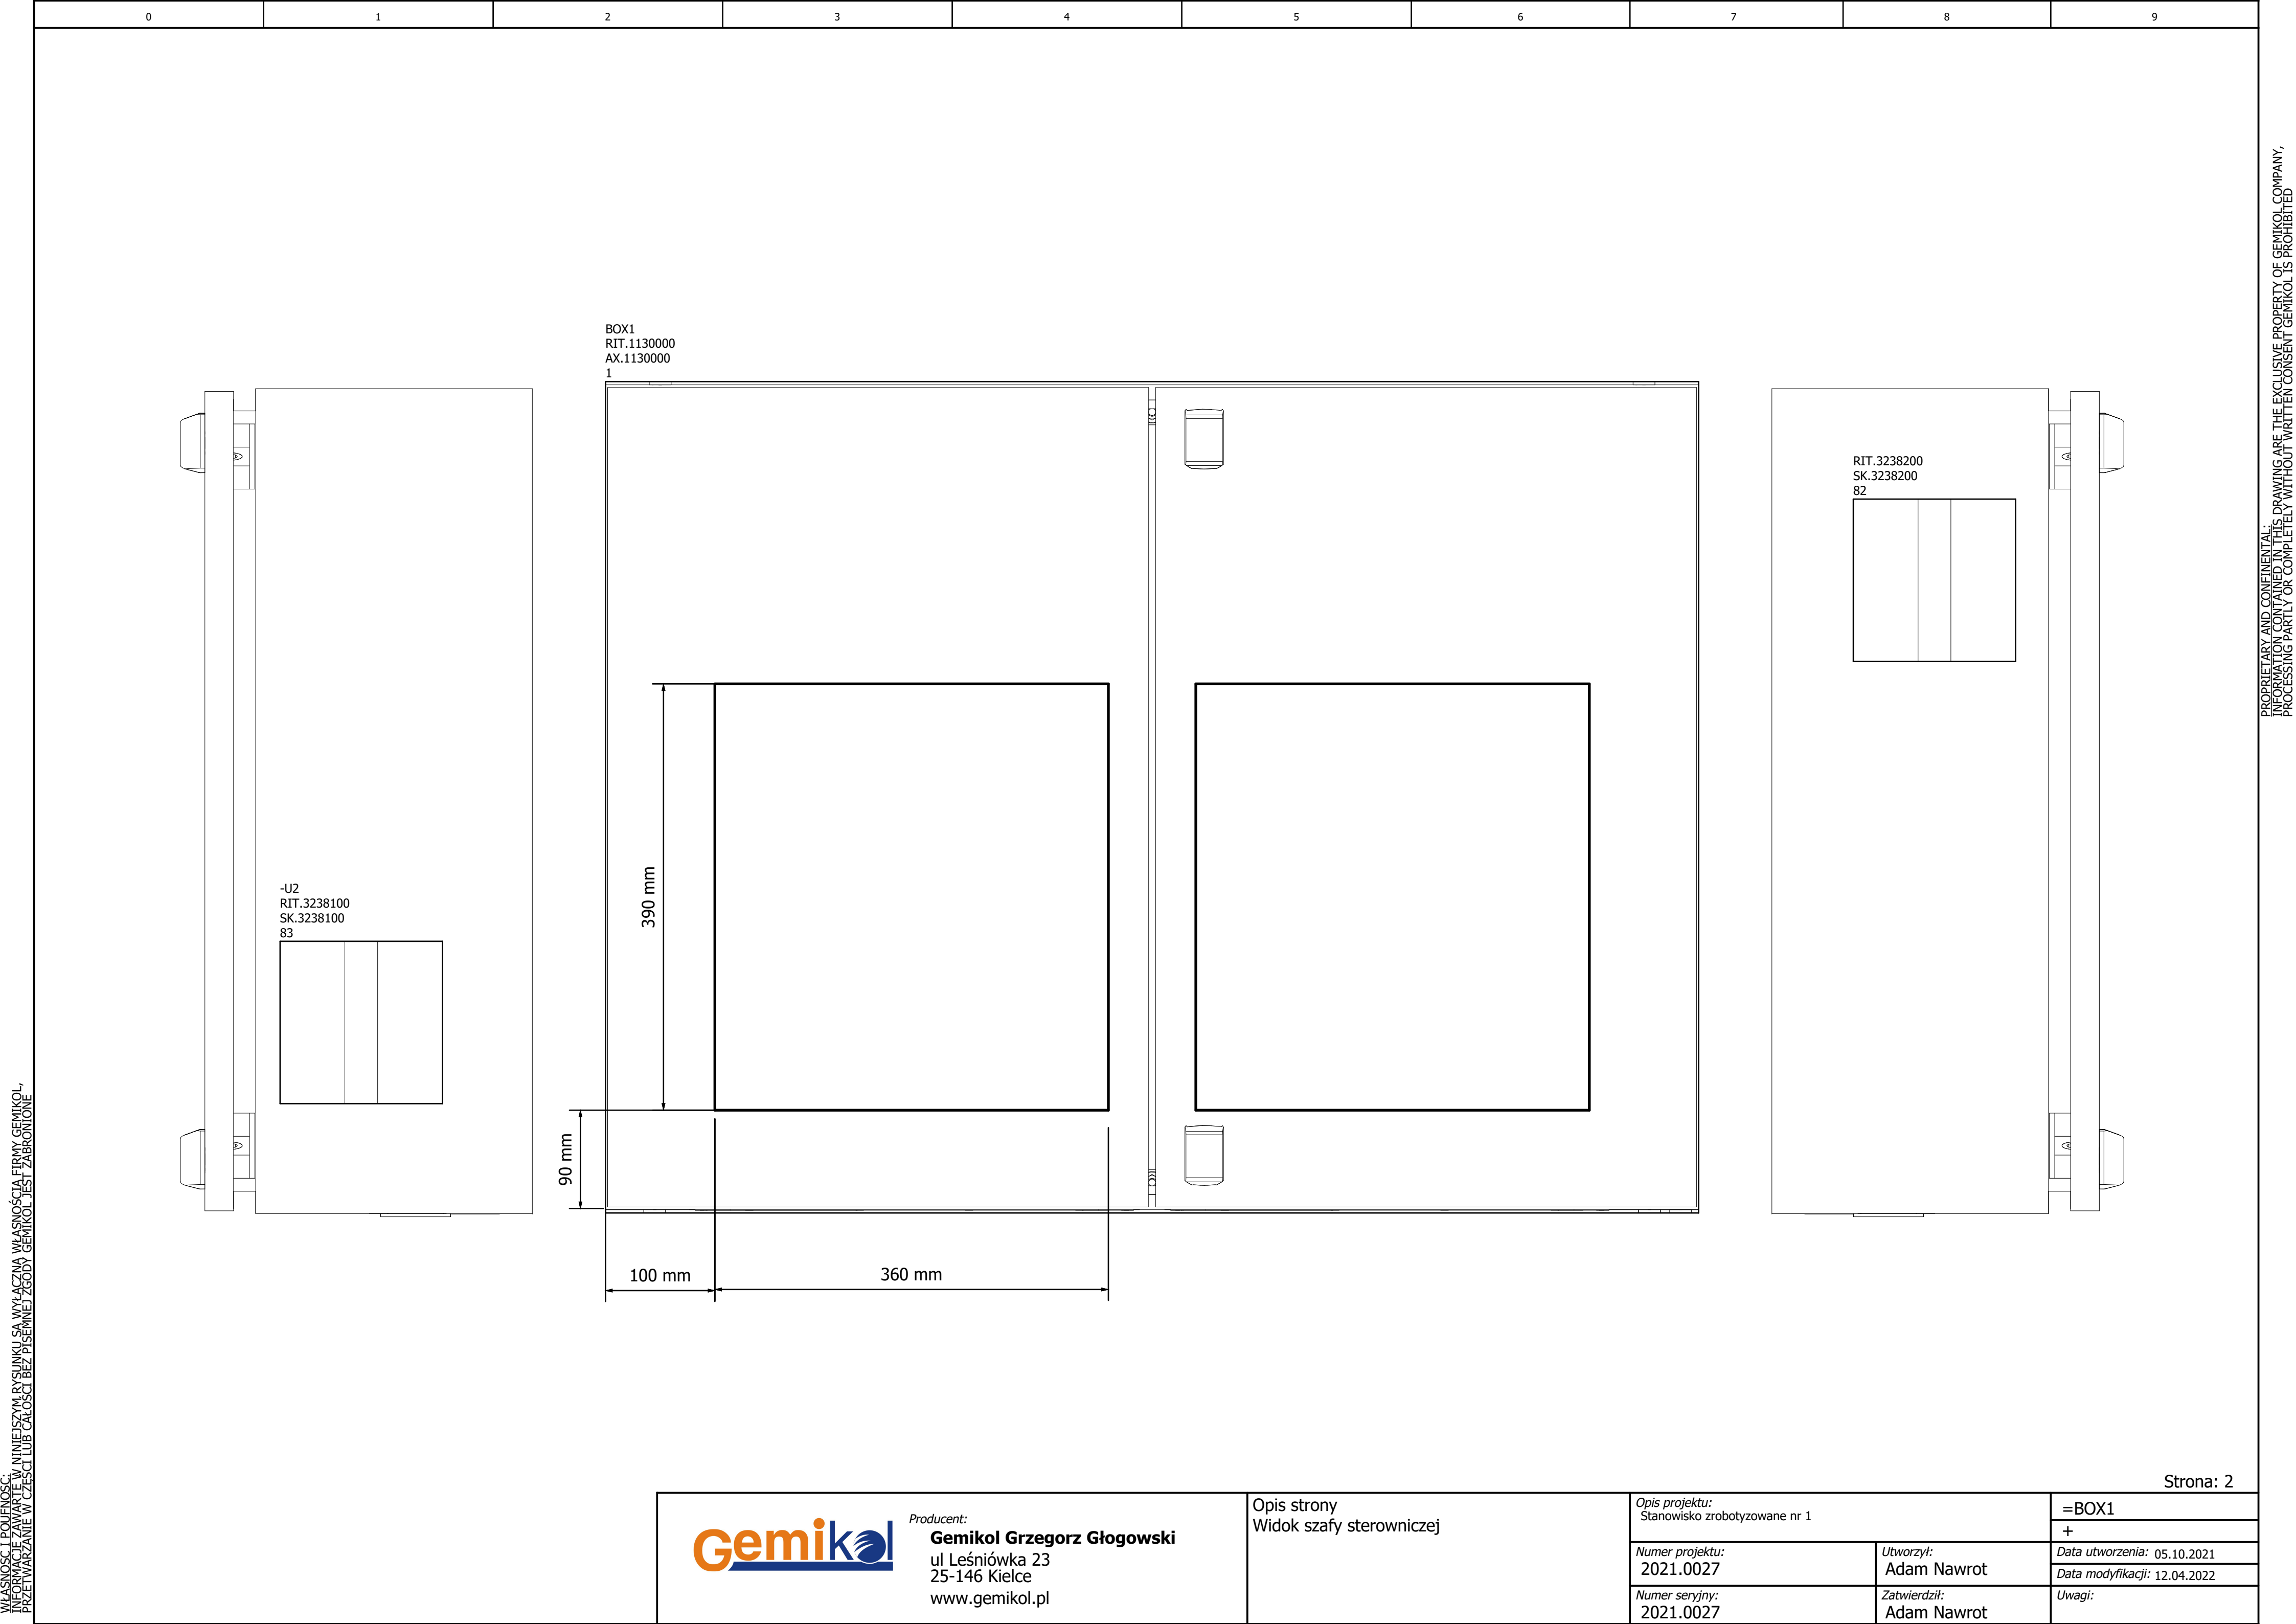 0 1 2 3 4 5 6 7 8 9
BOX1
RIT.1130000
AX.1130000
1
RIT.3238200
SK.3238200
82
-U2
RIT.3238100
SK.3238100
83
390 mm
90 mm
100 mm
360 mm
PROPRIETARY AND CONFINENTAL:
INFORMATION CONTAINED IN THIS DRAWING ARE THE EXCLUSIVE PROPERTY OF GEMIKOL COMPANY,
PROCESSING PARTLY OR COMPLETELY WITHOUT WRITTEN CONSENT GEMIKOL IS PROHIBITED
WŁASNOŚĆ I POUFNOŚĆ:
INFORMACJE ZAWARTE W NINIEJSZYM RYSUNKU SĄ WYŁĄCZNĄ WŁASNOŚCIĄ FIRMY GEMIKOL,
PRZETWARZANIE W CZĘŚCI LUB CAŁOŚCI BEZ PISEMNEJ ZGODY GEMIKOL JEST ZABRONIONE
Strona: 2
Gemikol
Producent:
Gemikol Grzegorz Głogowski
ul Leśniówka 23
25-146 Kielce
www.gemikol.pl
Opis strony
Widok szafy sterowniczej
Opis projektu:
Stanowisko zrobotyzowane nr 1
Numer projektu:
2021.0027
Numer seryjny:
2021.0027
Utworzył:
Adam Nawrot
Zatwierdził:
Adam Nawrot
=BOX1
+
Data utworzenia: 05.10.2021
Data modyfikacji: 12.04.2022
Uwagi: